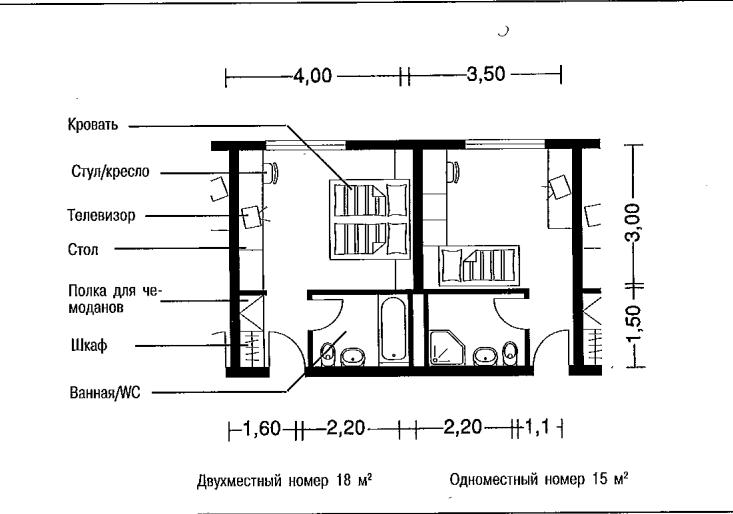 4,00
3,50
Кровать
Стул/кресло
Телевизор
Стол
Полка для че-
моданов
Шкаф
Ванная/WC
3,00
1,50
1,60
2,20
2,20
1,1
Двухместный номер 18 м²
Одноместный номер 15 м²